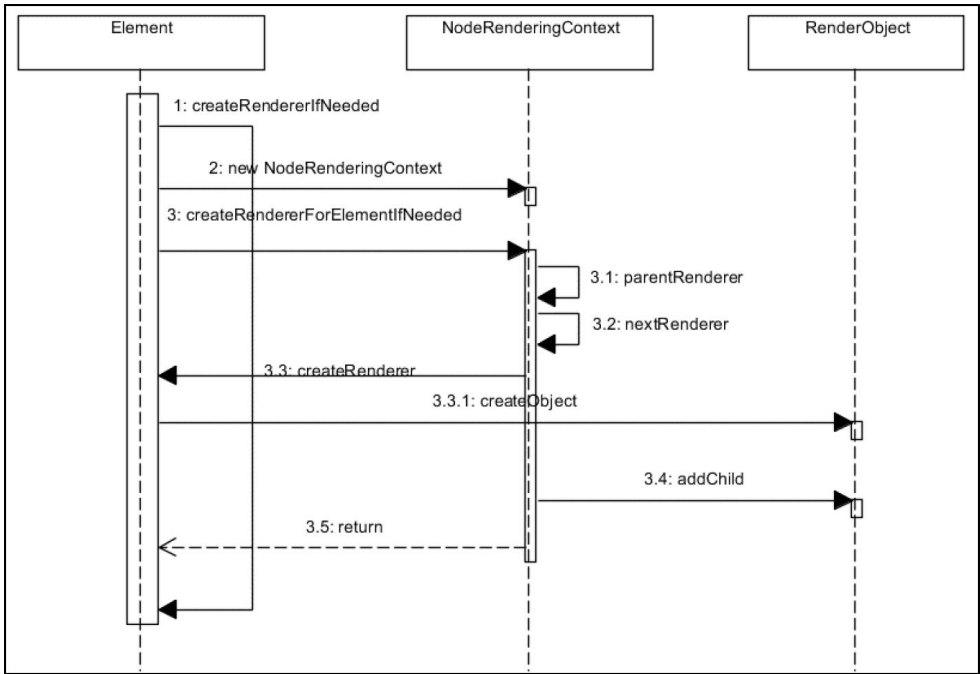 Element
NodeRenderingContext
RenderObject
1: createRendererIfNeeded
2: new NodeRenderingContext
3: createRendererForElementIfNeeded
3.1: parentRenderer
3.2: nextRenderer
3.3: createRenderer
3.3.1: createObject
3.4: addChild
3.5: return